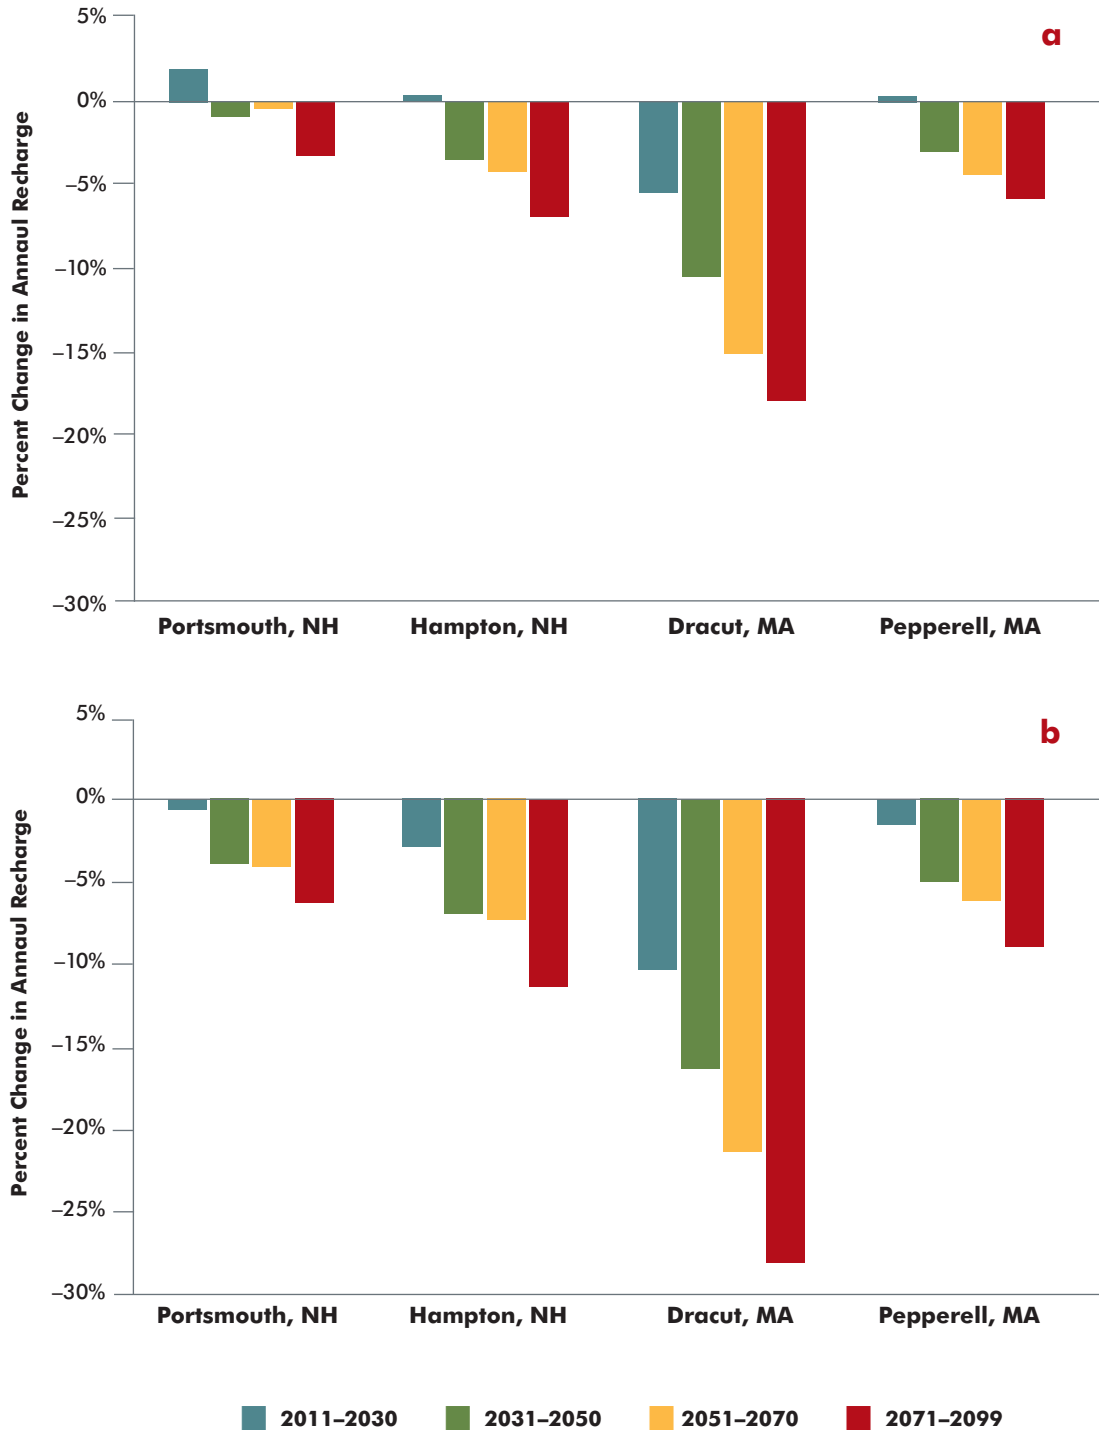 a
Percent Change in Annaul Recharge
5%
0%
–5%
–10%
–15%
–20%
–25%
–30%
Portsmouth, NH
Hampton, NH
Dracut, MA
Pepperell, MA
b
Percent Change in Annaul Recharge
5%
0%
–5%
–10%
–15%
–20%
–25%
–30%
Portsmouth, NH
Hampton, NH
Dracut, MA
Pepperell, MA
2011–2030
2031–2050
2051–2070
2071–2099